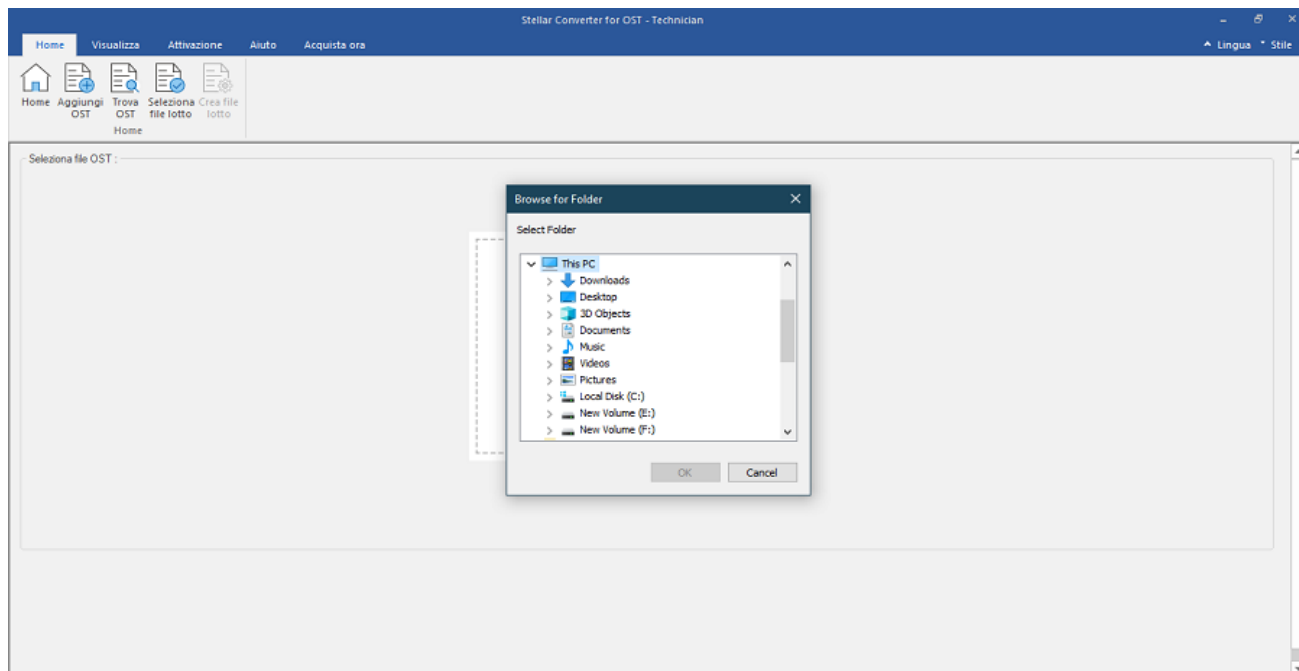 Stellar Converter for OST - Technician
Home Visualizza Attivazione Aiuto Acquista ora Lingua Stile
Home Aggiungi Trova Seleziona Crea file
OST OST file lotto lotto
Home
Seleziona file OST :
Browse for Folder
Select Folder
This PC
Downloads
Desktop
3D Objects
Documents
Music
Videos
Pictures
Local Disk (C:)
New Volume (E:)
New Volume (F:)
OK Cancel